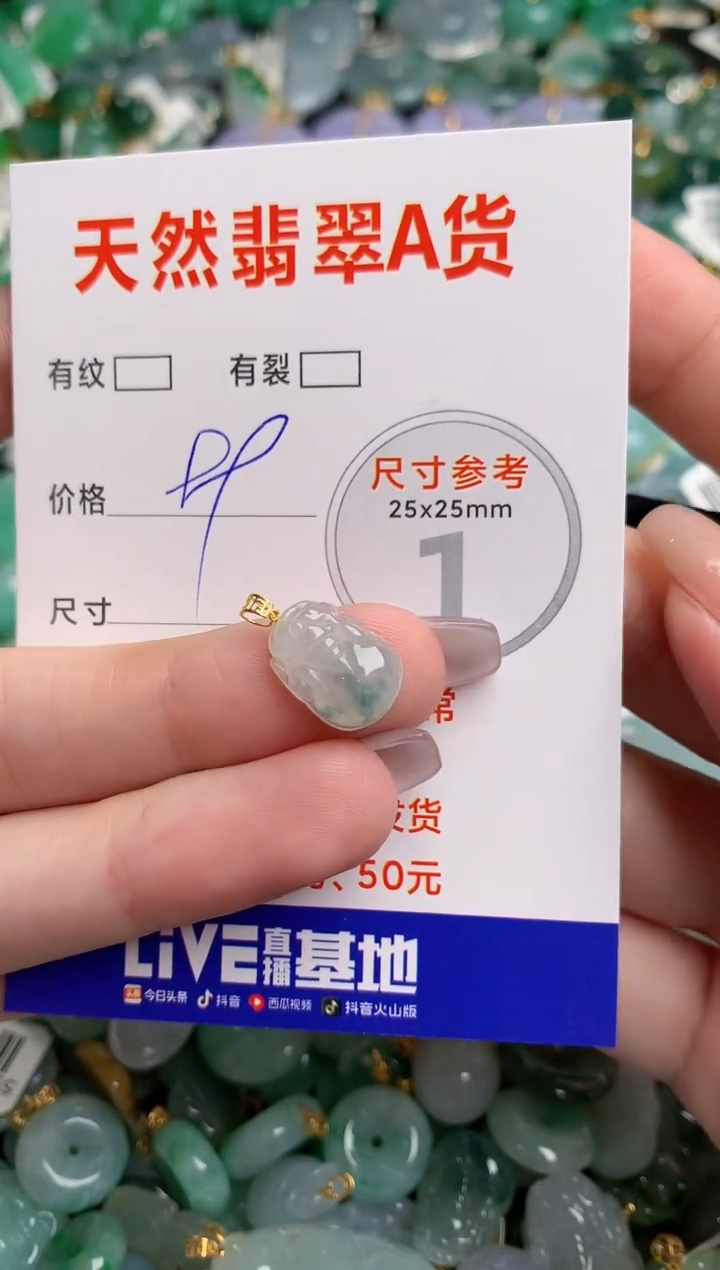 天然翡翠A货
有纹 有裂
价格
尺寸参考
25x25mm
1
尺寸
常
发货
、50元
LiVE直播基地
今日头条 抖音 西瓜视频 抖音火山版